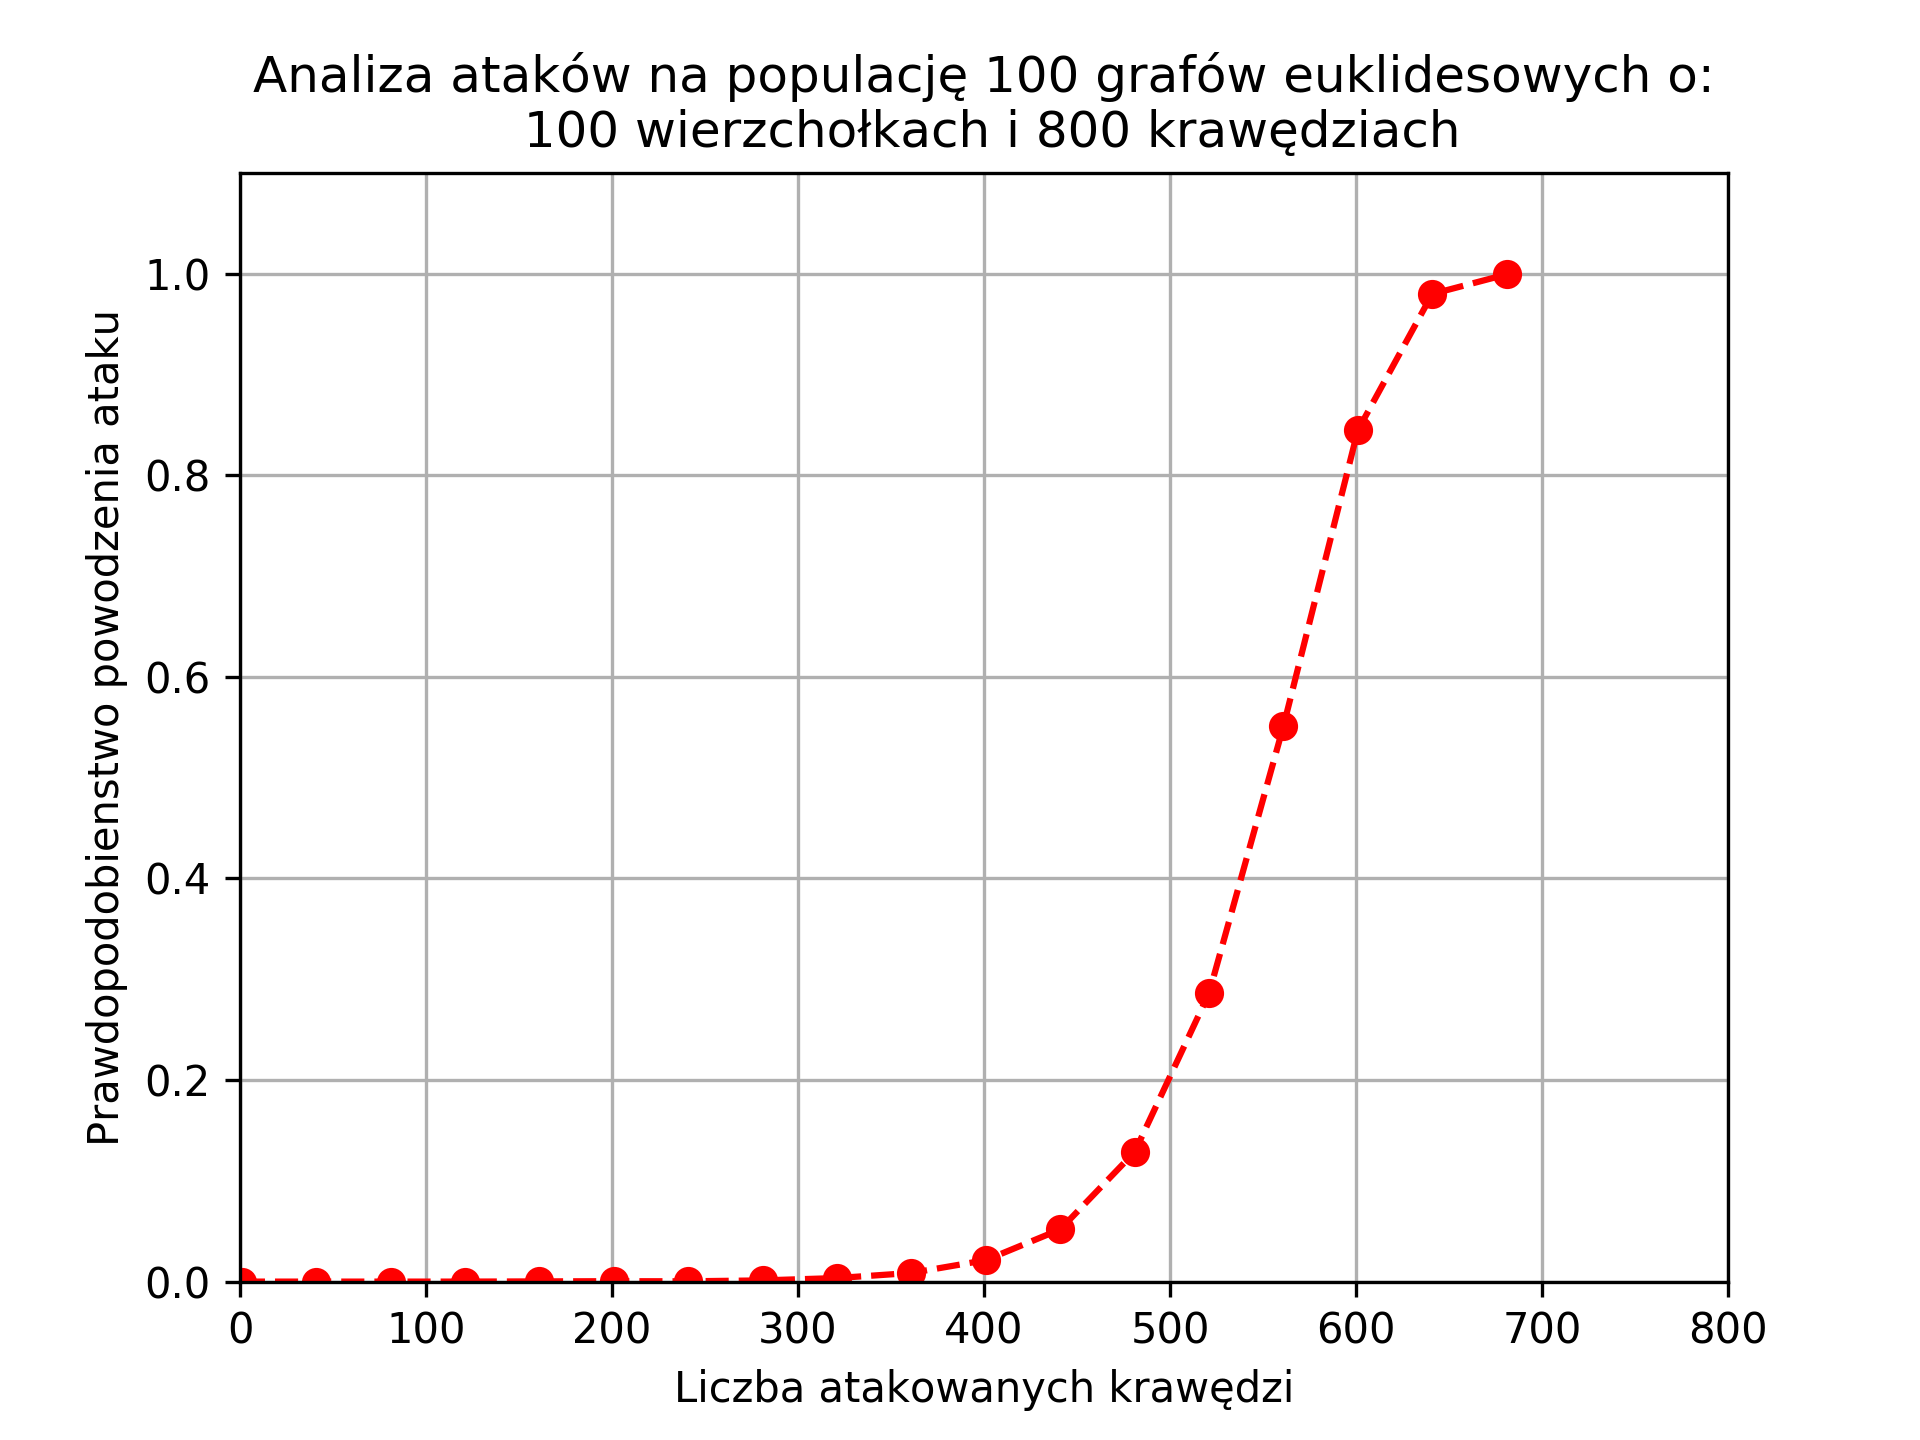 Analiza ataków na populację 100 grafów euklidesowych o:
100 wierzchołkach i 800 krawędziach
Prawdopodobienstwo powodzenia ataku
1.0
0.8
0.6
0.4
0.2
0.0
0 100 200 300 400 500 600 700 800
Liczba atakowanych krawędzi